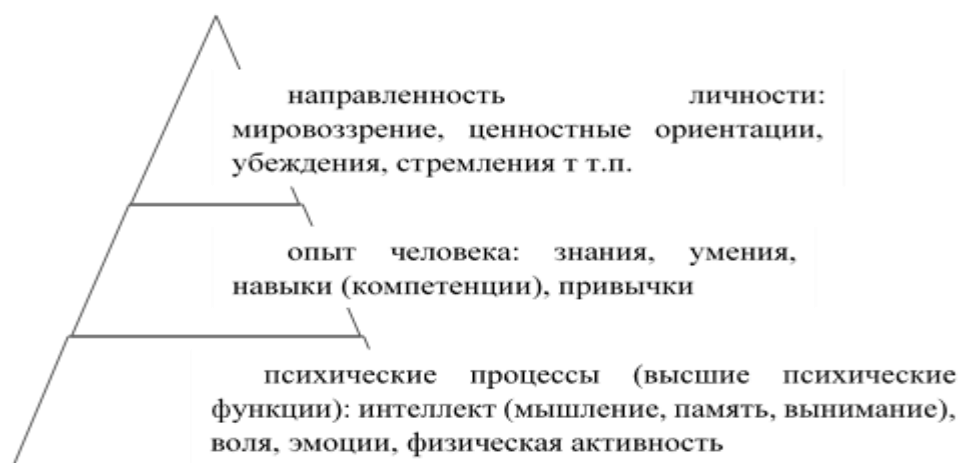 направленность личности:
мировоззрение, ценностные ориентации,
убеждения, стремления т т.п.
опыт человека: знания, умения,
навыки (компетенции), привычки
психические процессы (высшие психические
функции): интеллект (мышление, память, вынимание),
воля, эмоции, физическая активность